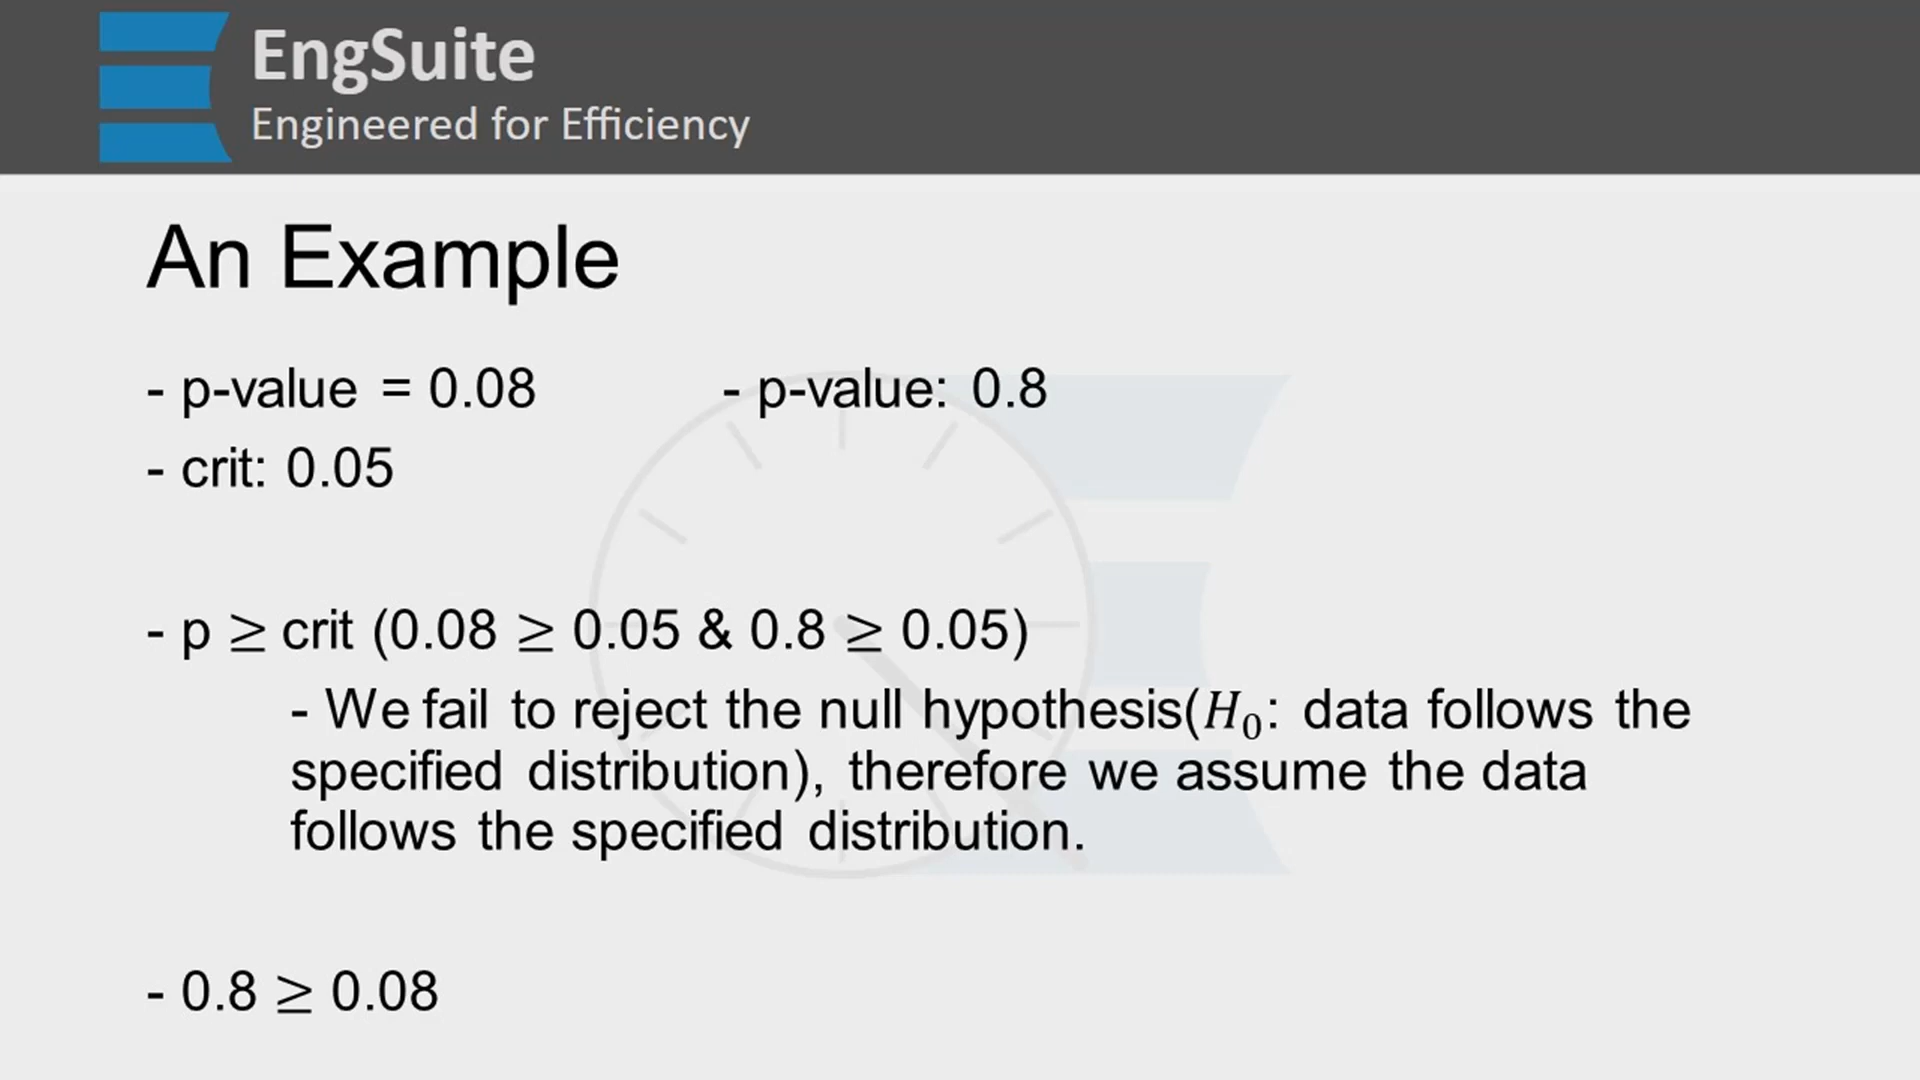 EngSuite
Engineered for Efficiency
An Example
- p-value = 0.08 - p-value: 0.8
- crit: 0.05
- p ≥ crit (0.08 ≥ 0.05 & 0.8 ≥ 0.05)
- We fail to reject the null hypothesis(H₀: data follows the
specified distribution), therefore we assume the data
follows the specified distribution.
- 0.8 ≥ 0.08